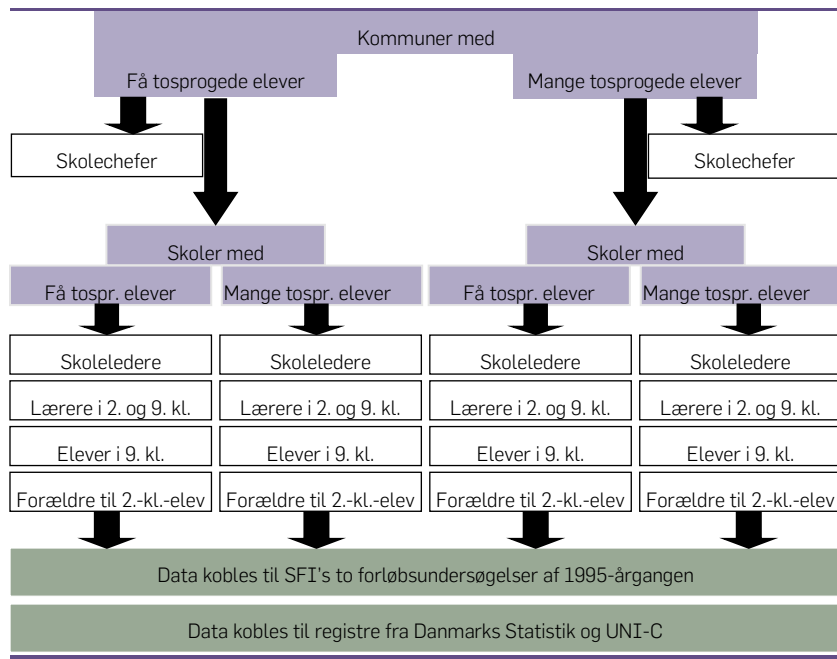 Kommuner med
Få tosprogede elever
Mange tosprogede elever
Skolechefer
Skolechefer
Skoler med
Skoler med
Få tospr. elever
Mange tospr. elever
Få tospr. elever
Mange tospr. elever
Skoleledere
Skoleledere
Skoleledere
Skoleledere
Lærere i 2. og 9. kl.
Lærere i 2. og 9. kl.
Lærere i 2. og 9. kl.
Lærere i 2. og 9. kl.
Elever i 9. kl.
Elever i 9. kl.
Elever i 9. kl.
Elever i 9. kl.
Forældre til 2.-kl.-elev
Forældre til 2.-kl.-elev
Forældre til 2.-kl.-elev
Forældre til 2.-kl.-elev
Data kobles til SFI's to forløbsundersøgelser af 1995-årgangen
Data kobles til registre fra Danmarks Statistik og UNI-C